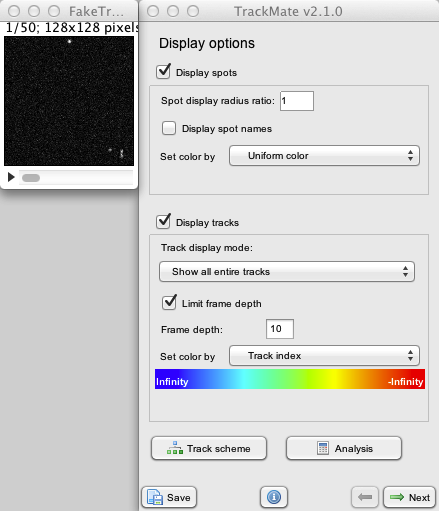 FakeTr...
1/50; 128x128 pixels
TrackMate v2.1.0
Display options
Display spots
Spot display radius ratio: 1
Display spot names
Set color by Uniform color
Display tracks
Track display mode:
Show all entire tracks
Limit frame depth
Frame depth: 10
Set color by Track index
Infinity -Infinity
Track scheme Analysis
Save Next